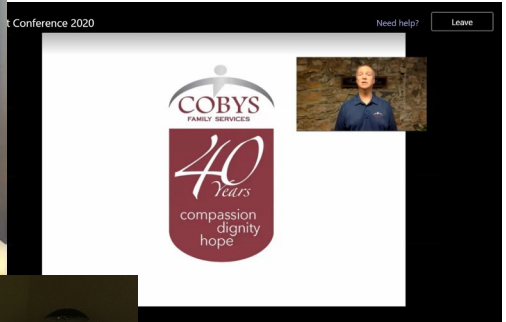 t Conference 2020
Need help?
Leave
COBYS
FAMILY SERVICES
40
Years
compassion
dignity
hope